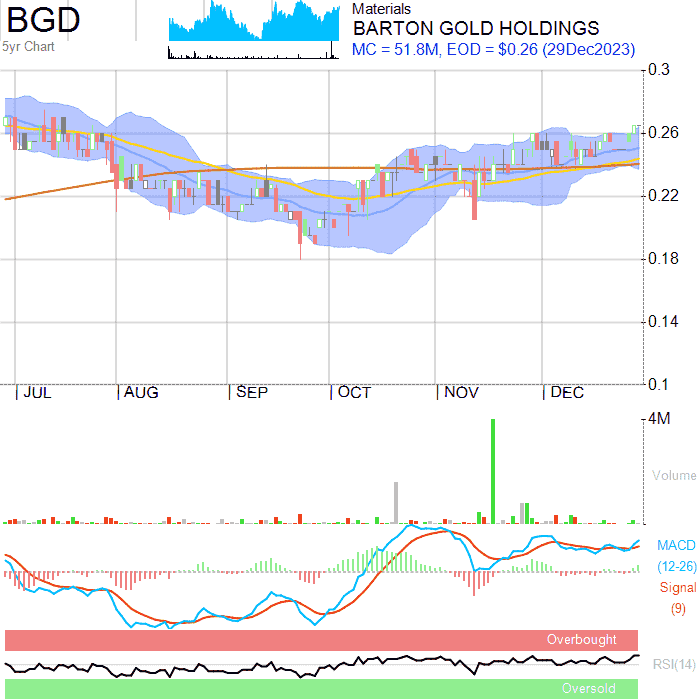 BGD
5yr Chart
Materials
BARTON GOLD HOLDINGS
MC = 51.8M, EOD = $0.26 (29Dec2023)
0.3
0.26
0.22
0.18
0.14
0.1
JUL AUG SEP OCT NOV DEC
4M
Volume
MACD
(12-26)
Signal
(9)
Overbought
RSI(14)
Oversold